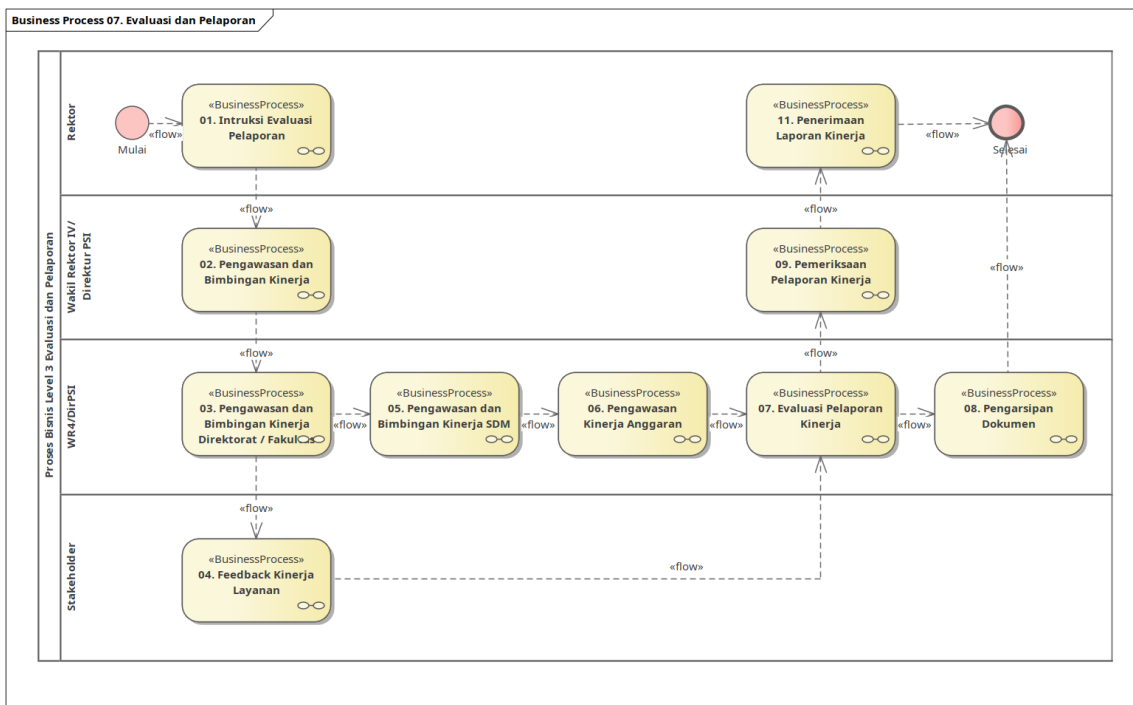 Business Process 07. Evaluasi dan Pelaporan
Proses Bisnis Level 3 Evaluasi dan Pelaporan
Rektor
Mulai
«flow»
«BusinessProcess»
01. Intruksi Evaluasi
Pelaporan
«BusinessProcess»
11. Penerimaan
Laporan Kinerja
«flow»
Selesai
«flow»
«flow»
Wakil Rektor IV/
Direktur PSI
«BusinessProcess»
02. Pengawasan dan
Bimbingan Kinerja
«BusinessProcess»
09. Pemeriksaan
Pelaporan Kinerja
«flow»
«flow»
«flow»
WR4/DirPSI
«BusinessProcess»
03. Pengawasan dan
Bimbingan Kinerja
Direktorat / Fakultas
«flow»
«BusinessProcess»
05. Pengawasan dan
Bimbingan Kinerja SDM
«flow»
«BusinessProcess»
06. Pengawasan
Kinerja Anggaran
«flow»
«BusinessProcess»
07. Evaluasi Pelaporan
Kinerja
«flow»
«BusinessProcess»
08. Pengarsipan
Dokumen
«flow»
Stakeholder
«BusinessProcess»
04. Feedback Kinerja
Layanan
«flow»